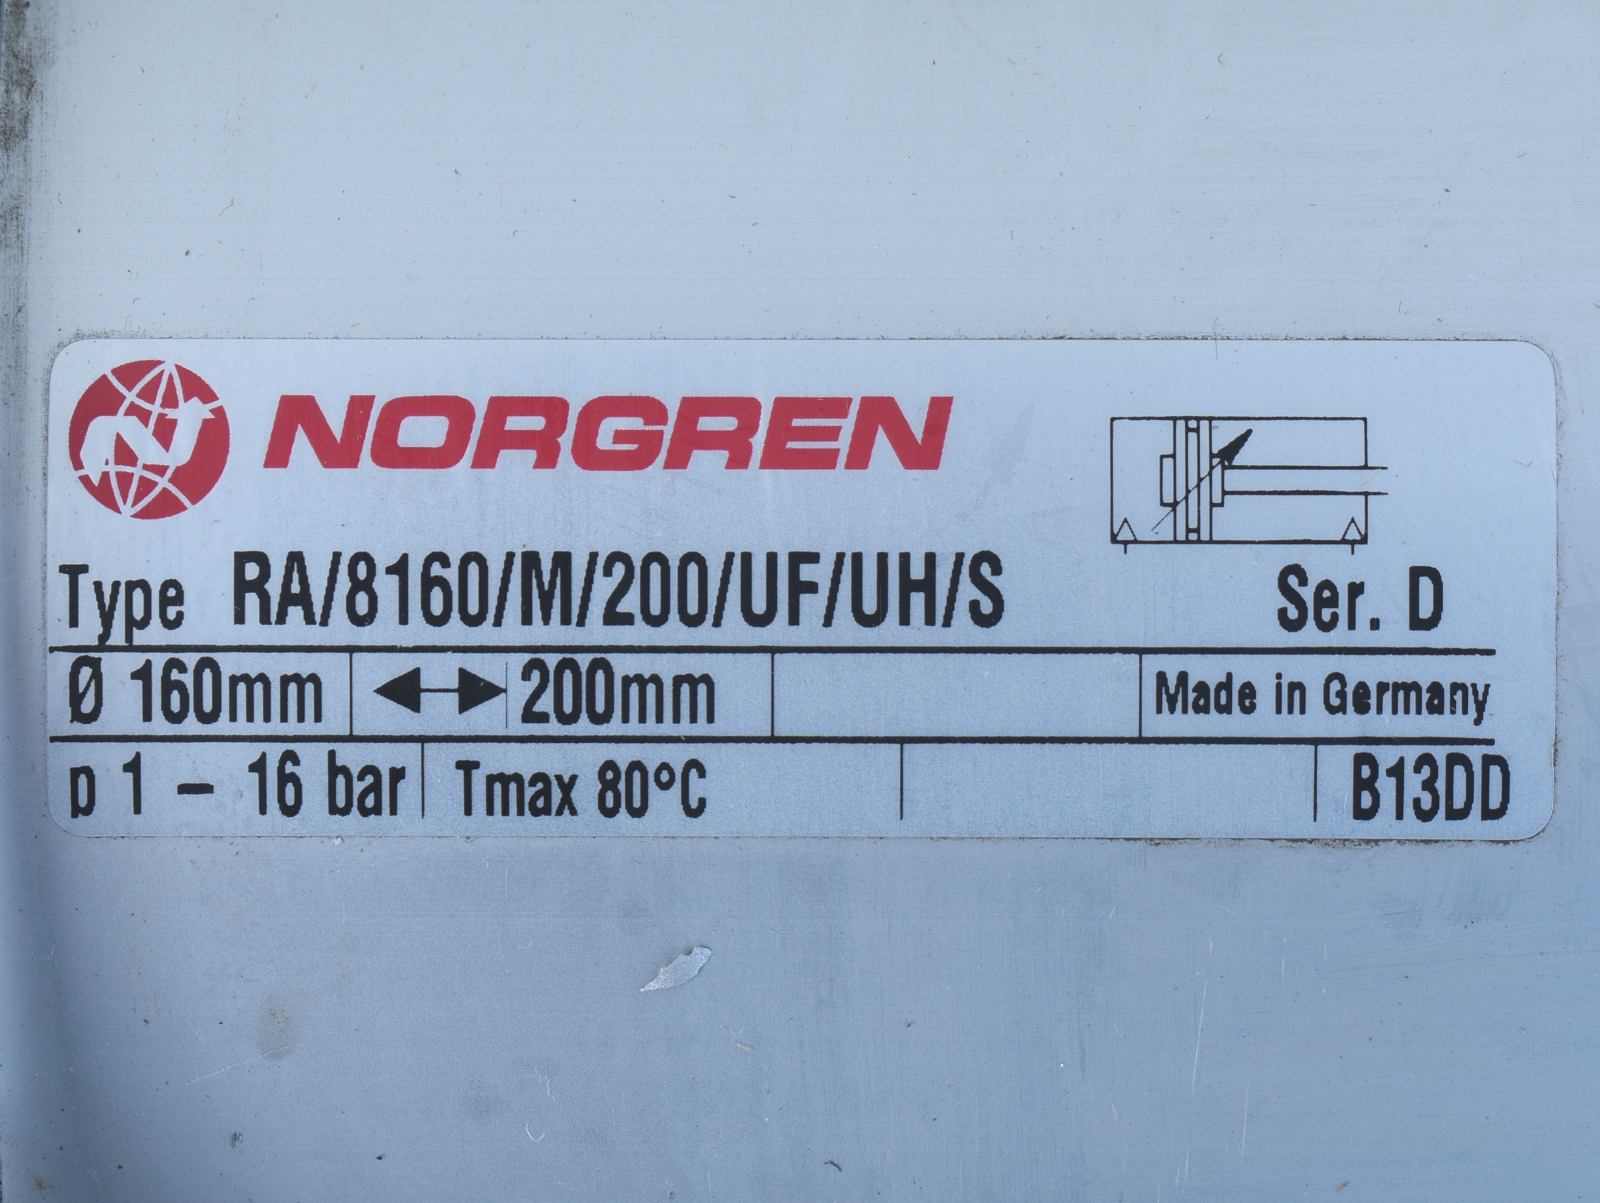 NORGREN
Type RA/8160/M/200/UF/UH/S Ser. D
Ø 160mm 200mm Made in Germany
p 1 – 16 bar Tmax 80°C B13DD